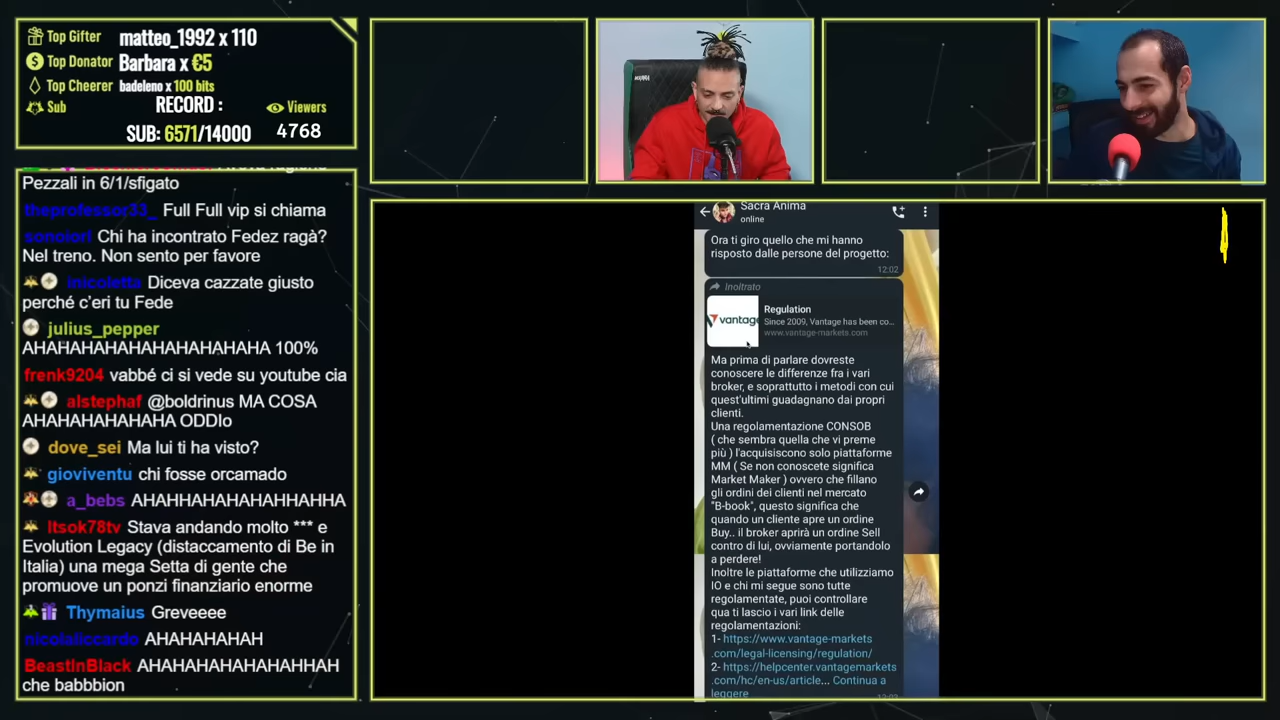 Top Gifter matteo_1992 x 110
Top Donator Barbara x €5
Top Cheerer badeleno x 100 bits
Sub RECORD : Viewers
SUB: 6571/14000 4768
Pezzali in 6/1/sfigato
theprofessor33_ Full Full vip si chiama
sonoiorl Chi ha incontrato Fedez ragà?
Nel treno. Non sento per favore
inicoletta Diceva cazzate giusto
perché c'eri tu Fede
julius_pepper
AHAHAHAHAHAHAHAHAHA 100%
frenk9204 vabbé ci si vede su youtube cia
alstephaf @boldrinus MA COSA
AHAHAHAHAHAHA ODDIo
dove_sei Ma lui ti ha visto?
gioviventu chi fosse orcamado
a_bebs AHAHHAHAHAHAHAHHAHHA
Itsok78tv Stava andando molto *** e
Evolution Legacy (distaccamento di Be in
Italia) una mega Setta di gente che
promuove un ponzi finanziario enorme
Thymaius Greveeee
nicolaliccardo AHAHAHAHAH
BeastInBlack AHAHAHAHAHAHAHHAH
che babbbion
Sacra Anima
online
Ora ti giro quello che mi hanno
risposto dalle persone del progetto:
12:02
Inoltrato
vantage
Regulation
Since 2009, Vantage has been co...
www.vantage-markets.com
Ma prima di parlare dovreste
conoscere le differenze fra i vari
broker, e soprattutto i metodi con cui
quest'ultimi guadagnano dai propri
clienti.
Una regolamentazione CONSOB
( che sembra quella che vi preme
più ) l'acquisiscono solo piattaforme
MM ( Se non conoscete significa
Market Maker ) ovvero che fillano
gli ordini dei clienti nel mercato
"B-book", questo significa che
quando un cliente apre un ordine
Buy.. il broker aprirà un ordine Sell
contro di lui, ovviamente portandolo
a perdere!
Inoltre le piattaforme che utilizziamo
IO e chi mi segue sono tutte
regolamentate, puoi controllare
qua ti lascio i vari link delle
regolamentazioni:
1- https://www.vantage-markets
.com/legal-licensing/regulation/
2- https://helpcenter.vantagemarkets
.com/hc/en-us/article... Continua a
leggere